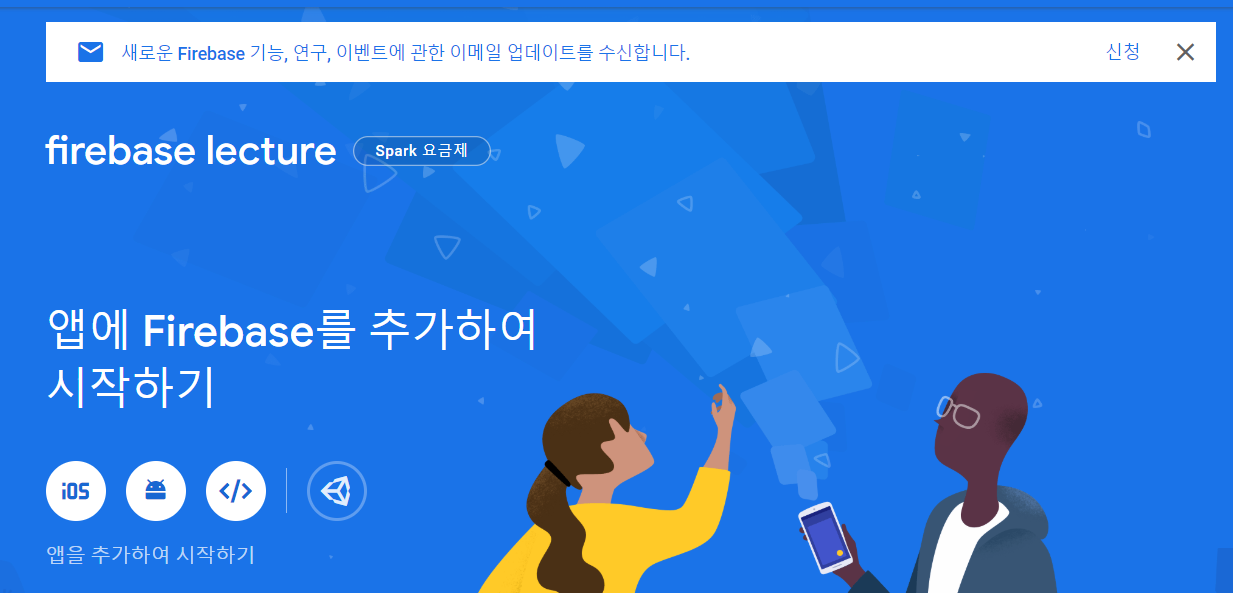 새로운 Firebase 기능, 연구, 이벤트에 관한 이메일 업데이트를 수신합니다.
신청
firebase lecture
Spark 요금제
앱에 Firebase를 추가하여
시작하기
iOS
</>
앱을 추가하여 시작하기